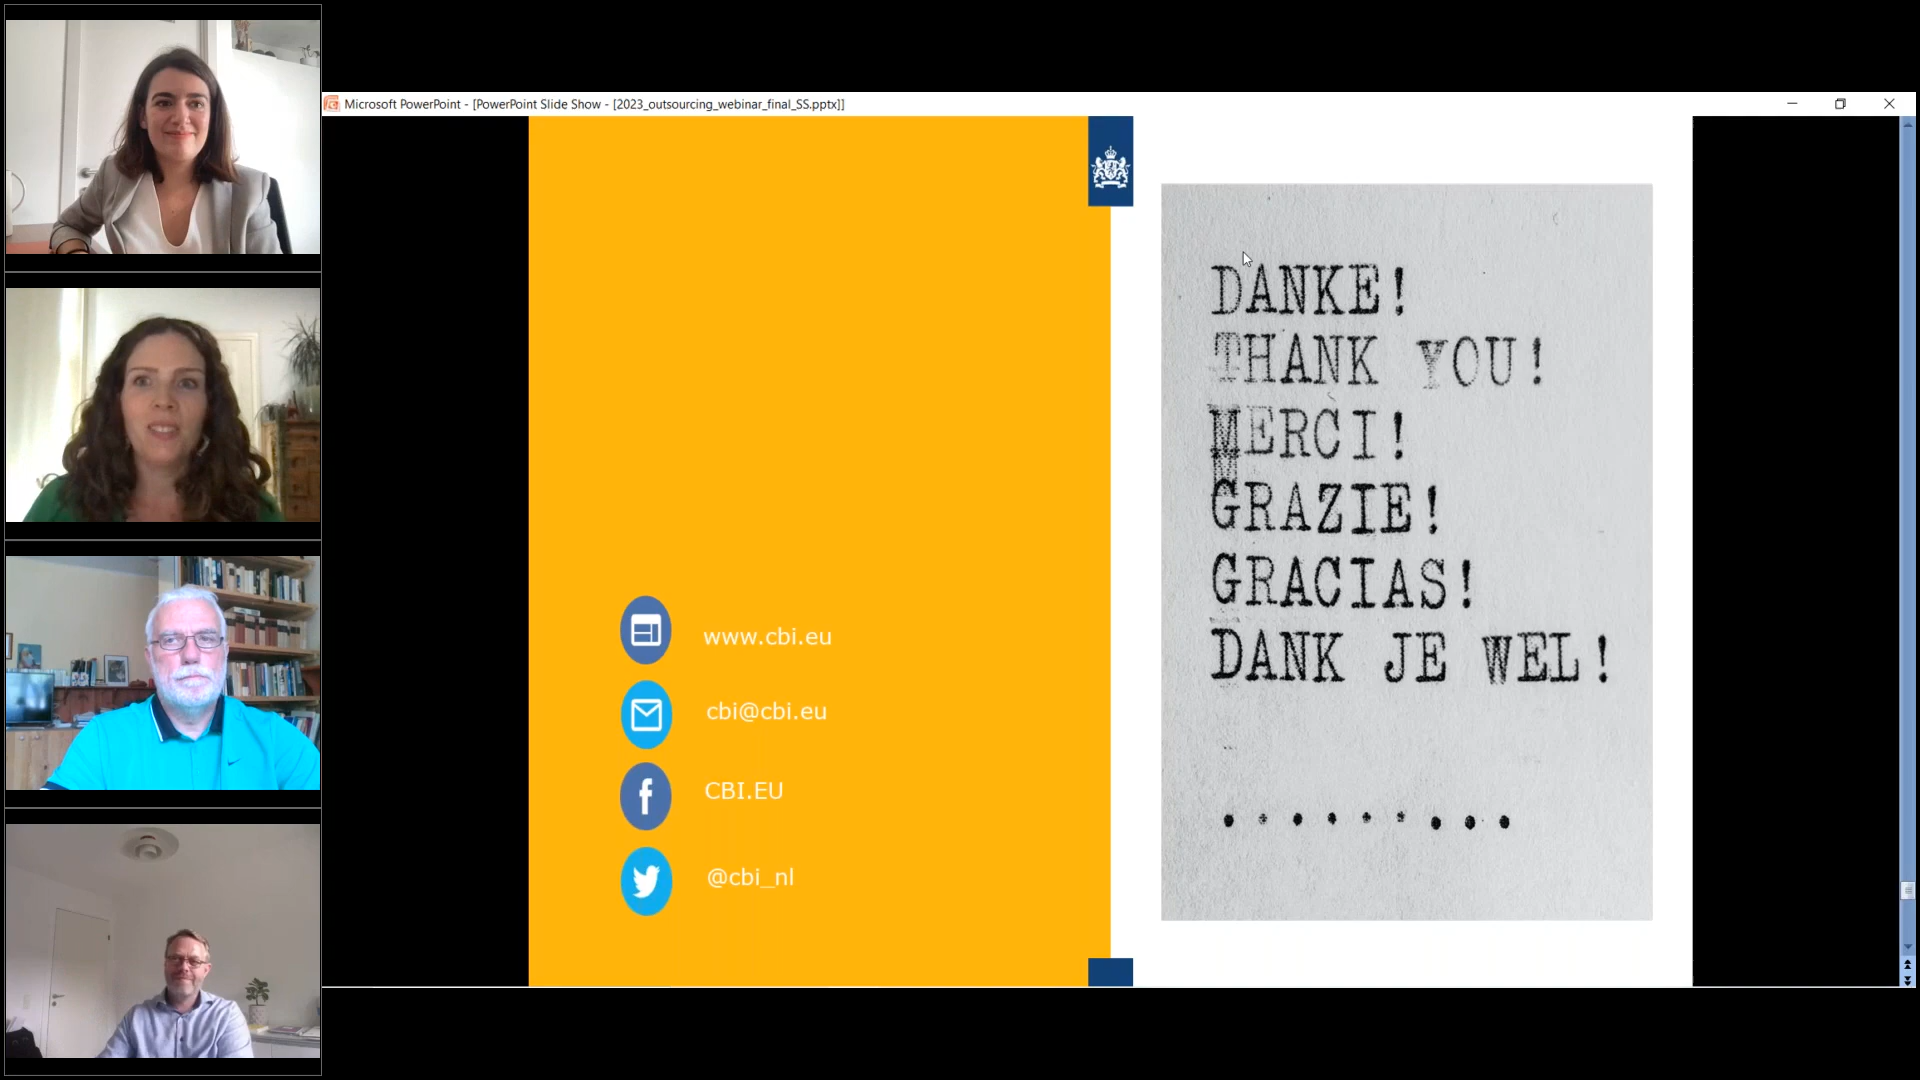 Microsoft PowerPoint - [PowerPoint Slide Show - [2023_outsourcing_webinar_final_SS.pptx]]
www.cbi.eu
cbi@cbi.eu
CBI.EU
@cbi_nl
DANKE!
THANK YOU!
MERCI!
GRAZIE!
GRACIAS!
DANK JE WEL!
.........